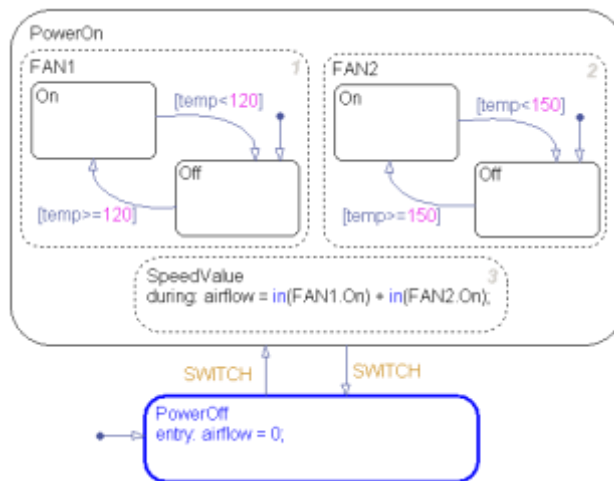 PowerOn
FAN1
1
On
[temp<120]
Off
[temp>=120]
FAN2
2
On
[temp<150]
Off
[temp>=150]
SpeedValue
3
during: airflow = in(FAN1.On) + in(FAN2.On);
SWITCH
SWITCH
PowerOff
entry: airflow = 0;